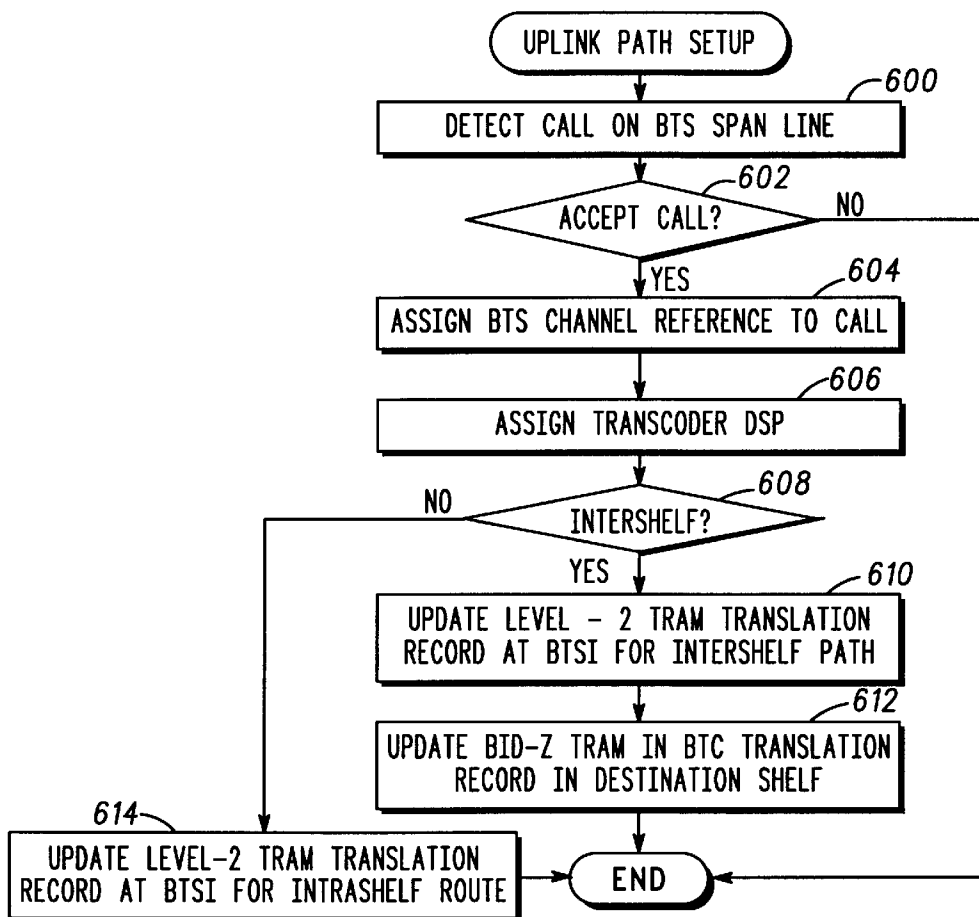 UPLINK PATH SETUP
600
DETECT CALL ON BTS SPAN LINE
602
ACCEPT CALL?
NO
YES
604
ASSIGN BTS CHANNEL REFERENCE TO CALL
606
ASSIGN TRANSCODER DSP
608
NO
INTERSHELF?
YES
610
UPDATE LEVEL - 2 TRAM TRANSLATION
RECORD AT BTSI FOR INTERSHELF PATH
612
UPDATE BID-Z TRAM IN BTC TRANSLATION
RECORD IN DESTINATION SHELF
614
UPDATE LEVEL-2 TRAM TRANSLATION
RECORD AT BTSI FOR INTRASHELF ROUTE
END